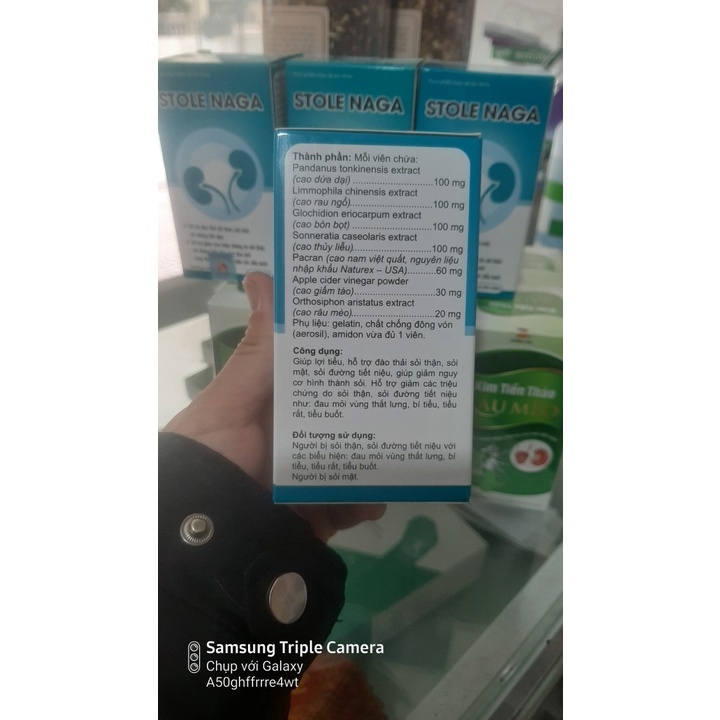 STOLE NAGA
STOLE NAGA
STOLE NAGA
Thành phần: Mỗi viên chứa:
Pandanus tonkinensis extract
(cao dứa dại) ............................100 mg
Limmophila chinensis extract
(cao rau ngổ).............................100 mg
Glochidion eriocarpum extract
(cao bòn bọt) ............................100 mg
Sonneratia caseolaris extract
(cao thủy liễu)............................100 mg
Pacran (cao nam việt quất, nguyên liệu
nhập khẩu Naturex – USA)..........60 mg
Apple cider vinegar powder
(cao giấm táo)............................30 mg
Orthosiphon aristatus extract
(cao râu mèo)..............................20 mg
Phụ liệu: gelatin, chất chống đông vón
(aerosil), amidon vừa đủ 1 viên.
Công dụng:
Giúp lợi tiểu, hỗ trợ đào thải sỏi thận, sỏi
mật, sỏi đường tiết niệu, giúp giảm nguy
cơ hình thành sỏi. Hỗ trợ giảm các triệu
chứng do sỏi thận, sỏi đường tiết niệu
như: đau mỏi vùng thắt lưng, bí tiểu, tiểu
rắt, tiểu buốt.
Đối tượng sử dụng:
Người bị sỏi thận, sỏi đường tiết niệu với
các biểu hiện: đau mỏi vùng thắt lưng, bí
tiểu, tiểu rắt, tiểu buốt.
Người bị sỏi mật.
Kim Tiền Thảo
RÂU MÈO
Samsung Triple Camera
Chụp với Galaxy
A50ghffrrre4wt